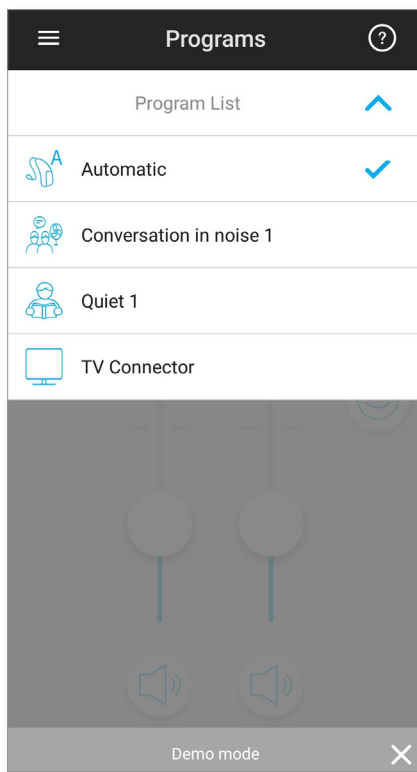 Programs
?
Program List
A
Automatic
Conversation in noise 1
Quiet 1
TV Connector
Demo mode